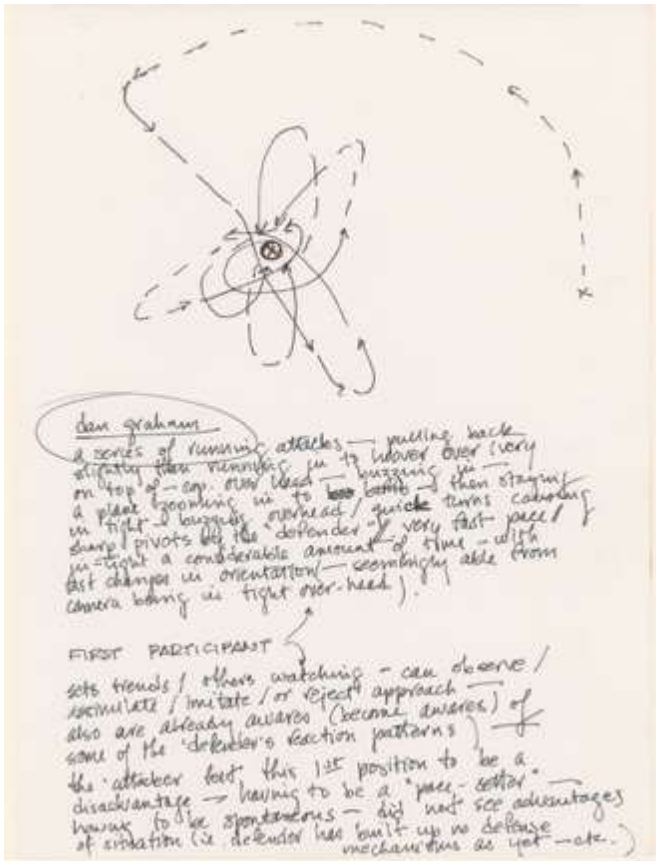 dan graham
a series of running attacks — pulling back
slightly then running in to hover over (very
on top of — esp. over head — buzzing in —
a plane zooming in to — then staying
in tight & buzzing overhead / quick turns causing
sharp pivots by the "defender" / very fast pace /
in-tight a considerable amount of time — with
fast changes in orientation — seemingly able from
camera being in tight over-head ).
FIRST PARTICIPANT
sets trends / others watching — can observe /
assimilate / imitate / or reject approach —
also are already awares (become awares) of
some of the 'defender's reaction patterns )
the 'attacker felt this 1st position to be a
disadvantage → having to be a "pace-setter" —
having to be spontaneous — did not see advantages
of situation (ie. defender has built up no defense
mechanisms as yet — etc. )